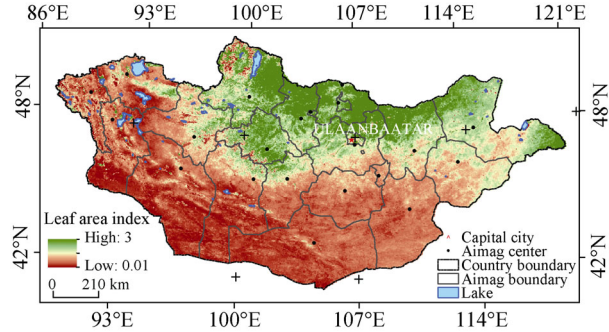 86°E 93°E 100°E 107°E 114°E 121°E
48°N
48°N
ULAANBAATAR
Leaf area index
High: 3
Low: 0.01
42°N
42°N
0 210 km
Capital city
Aimag center
Country boundary
Aimag boundary
Lake
93°E 100°E 107°E 114°E